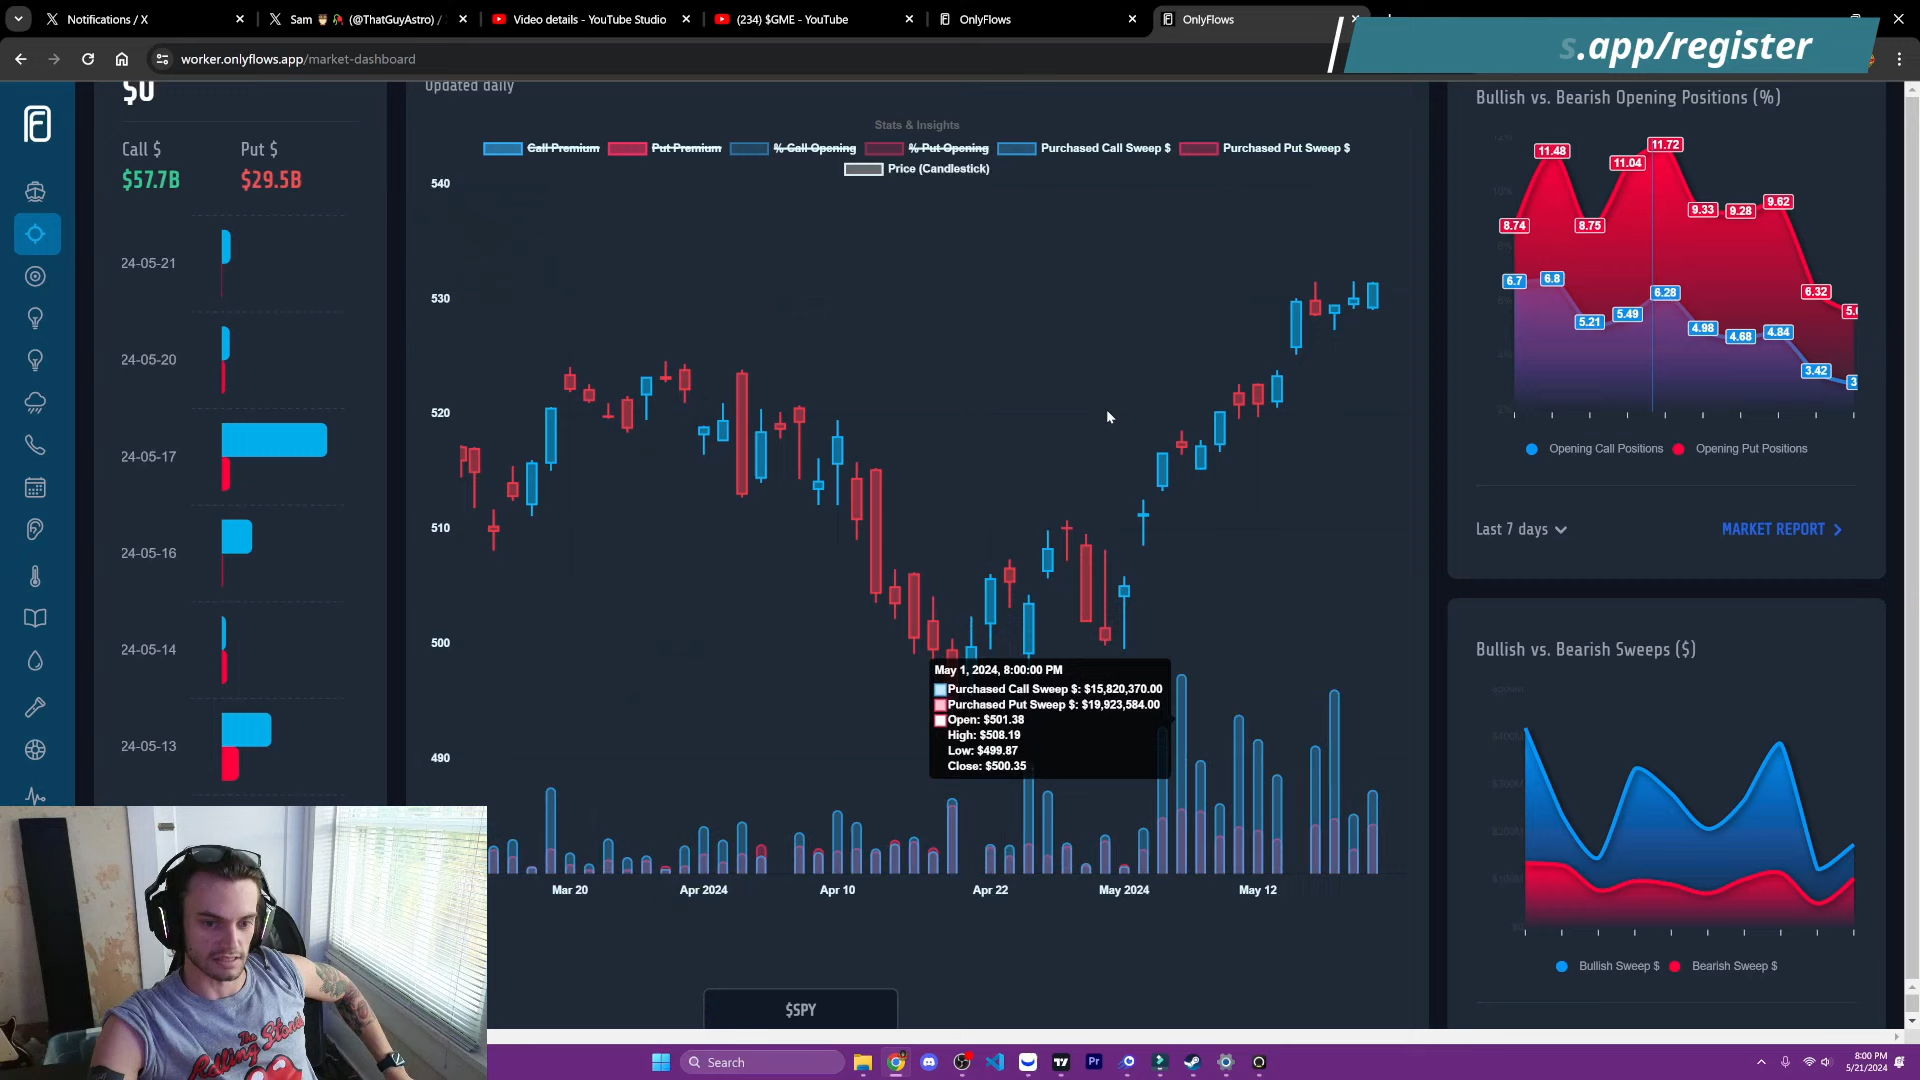 Notifications / X
Sam (@ThatGuyAstro) /
Video details - YouTube Studio
(234) $GME - YouTube
OnlyFlows
OnlyFlows
s.app/register
worker.onlyflows.app/market-dashboard
$0
Call $
Put $
$57.7B
$29.5B
24-05-21
24-05-20
24-05-17
24-05-16
24-05-14
24-05-13
Updated daily
Stats & Insights
Call Premium
Put Premium
% Call Opening
% Put Opening
Purchased Call Sweep $
Purchased Put Sweep $
Price (Candlestick)
540
530
520
510
500
490
May 1, 2024, 8:00:00 PM
Purchased Call Sweep $: $15,820,370.00
Purchased Put Sweep $: $19,923,584.00
Open: $501.38
High: $508.19
Low: $499.87
Close: $500.35
Mar 20
Apr 2024
Apr 10
Apr 22
May 2024
May 12
$SPY
Bullish vs. Bearish Opening Positions (%)
8.74
11.48
8.75
11.04
11.72
9.33
9.28
9.62
6.32
6.7
6.8
5.21
5.49
6.28
4.98
4.68
4.84
3.42
Opening Call Positions
Opening Put Positions
Last 7 days
MARKET REPORT
Bullish vs. Bearish Sweeps ($)
Bullish Sweep $
Bearish Sweep $
The Rolling Stones
Search
8:00 PM
5/21/2024